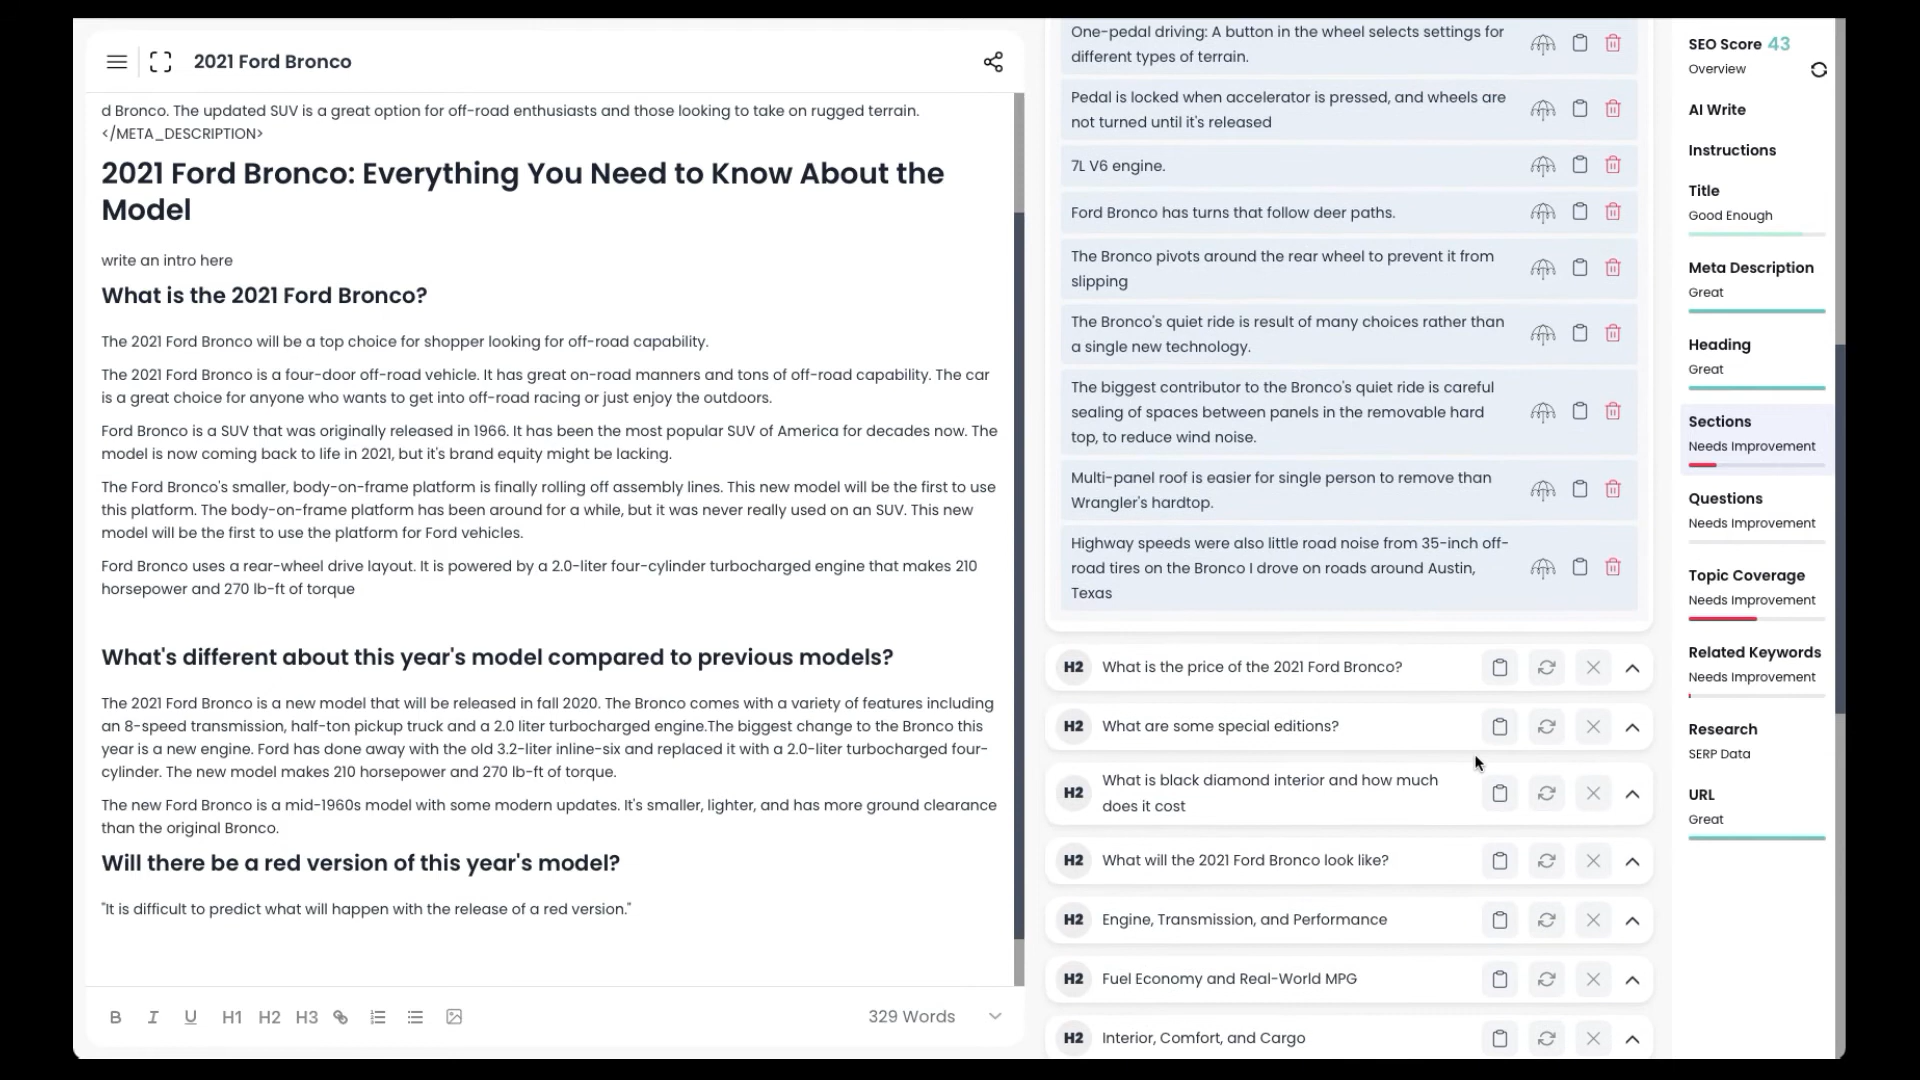 2021 Ford Bronco
d Bronco. The updated SUV is a great option for off-road enthusiasts and those looking to take on rugged terrain.
</META_DESCRIPTION>
2021 Ford Bronco: Everything You Need to Know About the
Model
write an intro here
What is the 2021 Ford Bronco?
The 2021 Ford Bronco will be a top choice for shopper looking for off-road capability.
The 2021 Ford Bronco is a four-door off-road vehicle. It has great on-road manners and tons of off-road capability. The car
is a great choice for anyone who wants to get into off-road racing or just enjoy the outdoors.
Ford Bronco is a SUV that was originally released in 1966. It has been the most popular SUV of America for decades now. The
model is now coming back to life in 2021, but it's brand equity might be lacking.
The Ford Bronco's smaller, body-on-frame platform is finally rolling off assembly lines. This new model will be the first to use
this platform. The body-on-frame platform has been around for a while, but it was never really used on an SUV. This new
model will be the first to use the platform for Ford vehicles.
Ford Bronco uses a rear-wheel drive layout. It is powered by a 2.0-liter four-cylinder turbocharged engine that makes 210
horsepower and 270 lb-ft of torque
What's different about this year's model compared to previous models?
The 2021 Ford Bronco is a new model that will be released in fall 2020. The Bronco comes with a variety of features including
an 8-speed transmission, half-ton pickup truck and a 2.0 liter turbocharged engine.The biggest change to the Bronco this
year is a new engine. Ford has done away with the old 3.2-liter inline-six and replaced it with a 2.0-liter turbocharged four-
cylinder. The new model makes 210 horsepower and 270 lb-ft of torque.
The new Ford Bronco is a mid-1960s model with some modern updates. It's smaller, lighter, and has more ground clearance
than the original Bronco.
Will there be a red version of this year's model?
"It is difficult to predict what will happen with the release of a red version."
B I U H1 H2 H3
329 Words
One-pedal driving: A button in the wheel selects settings for
different types of terrain.
Pedal is locked when accelerator is pressed, and wheels are
not turned until it's released
7L V6 engine.
Ford Bronco has turns that follow deer paths.
The Bronco pivots around the rear wheel to prevent it from
slipping
The Bronco's quiet ride is result of many choices rather than
a single new technology.
The biggest contributor to the Bronco's quiet ride is careful
sealing of spaces between panels in the removable hard
top, to reduce wind noise.
Multi-panel roof is easier for single person to remove than
Wrangler's hardtop.
Highway speeds were also little road noise from 35-inch off-
road tires on the Bronco I drove on roads around Austin,
Texas
H2 What is the price of the 2021 Ford Bronco?
H2 What are some special editions?
H2 What is black diamond interior and how much
does it cost
H2 What will the 2021 Ford Bronco look like?
H2 Engine, Transmission, and Performance
H2 Fuel Economy and Real-World MPG
H2 Interior, Comfort, and Cargo
SEO Score 43
Overview
AI Write
Instructions
Title
Good Enough
Meta Description
Great
Heading
Great
Sections
Needs Improvement
Questions
Needs Improvement
Topic Coverage
Needs Improvement
Related Keywords
Needs Improvement
Research
SERP Data
URL
Great